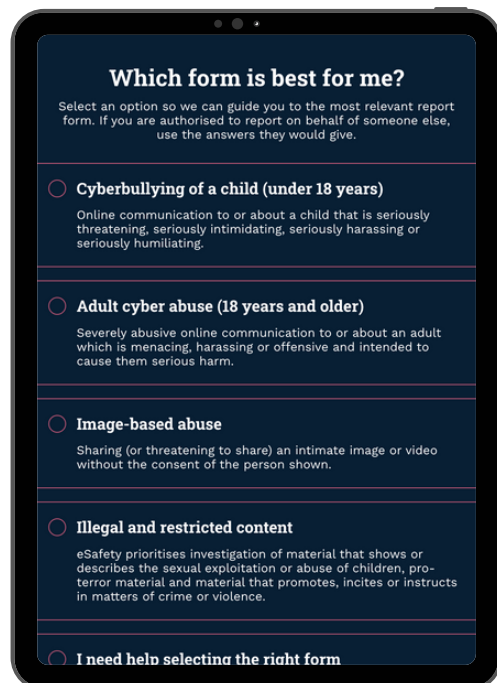 Which form is best for me?
Select an option so we can guide you to the most relevant report
form. If you are authorised to report on behalf of someone else,
use the answers they would give.
Cyberbullying of a child (under 18 years)
Online communication to or about a child that is seriously
threatening, seriously intimidating, seriously harassing or
seriously humiliating.
Adult cyber abuse (18 years and older)
Severely abusive online communication to or about an adult
which is menacing, harassing or offensive and intended to
cause them serious harm.
Image-based abuse
Sharing (or threatening to share) an intimate image or video
without the consent of the person shown.
Illegal and restricted content
eSafety prioritises investigation of material that shows or
describes the sexual exploitation or abuse of children, pro-
terror material and material that promotes, incites or instructs
in matters of crime or violence.
I need help selecting the right form